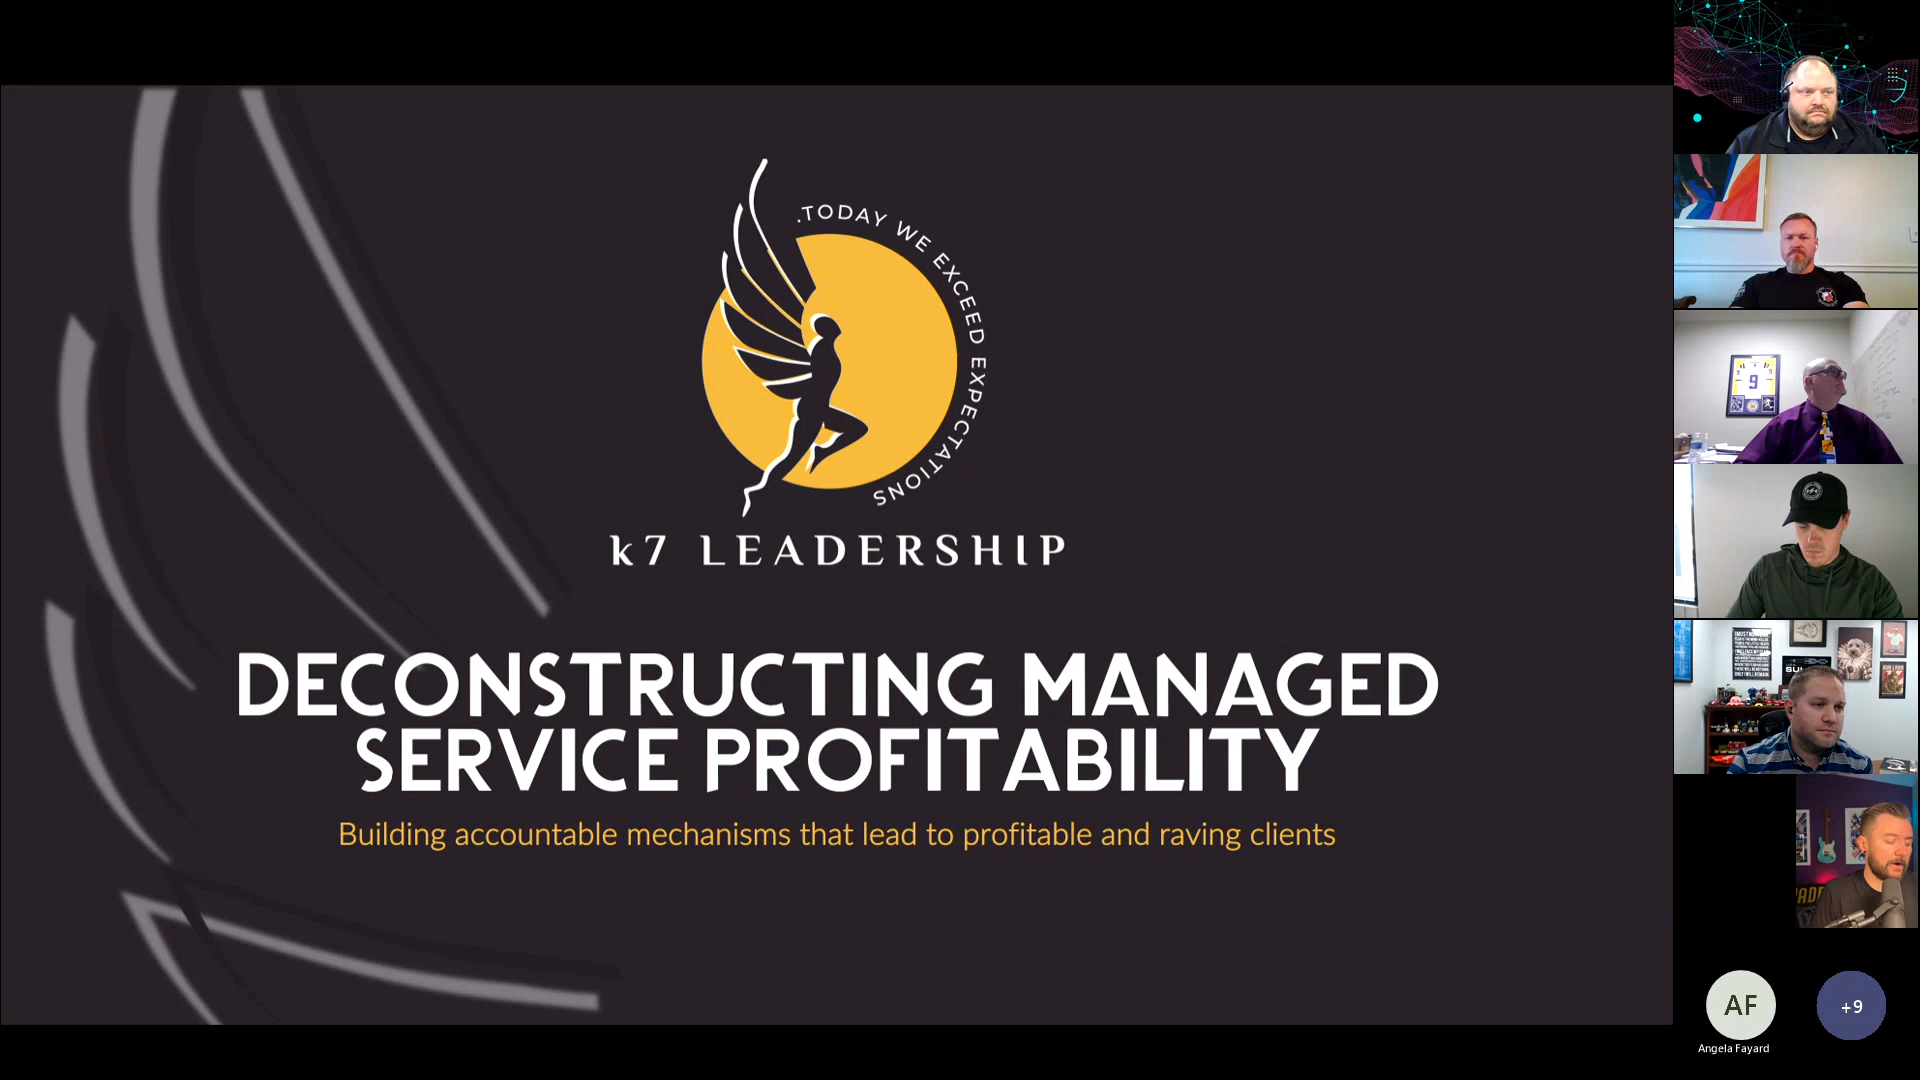 .TODAY WE EXCEED EXPECTATIONS
k7 LEADERSHIP
DECONSTRUCTING MANAGED
SERVICE PROFITABILITY
Building accountable mechanisms that lead to profitable and raving clients
9
AF
Angela Fayard
+9